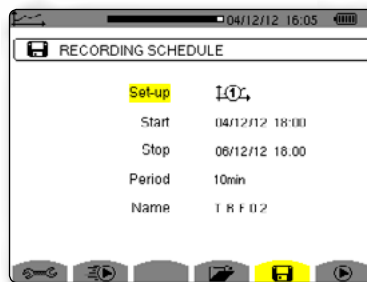 04/12/12 16:05
RECORDING SCHEDULE
Set-up 1
Start 04/12/12 18:00
Stop 06/12/12 18.00
Period 10min
Name T R F 0 2